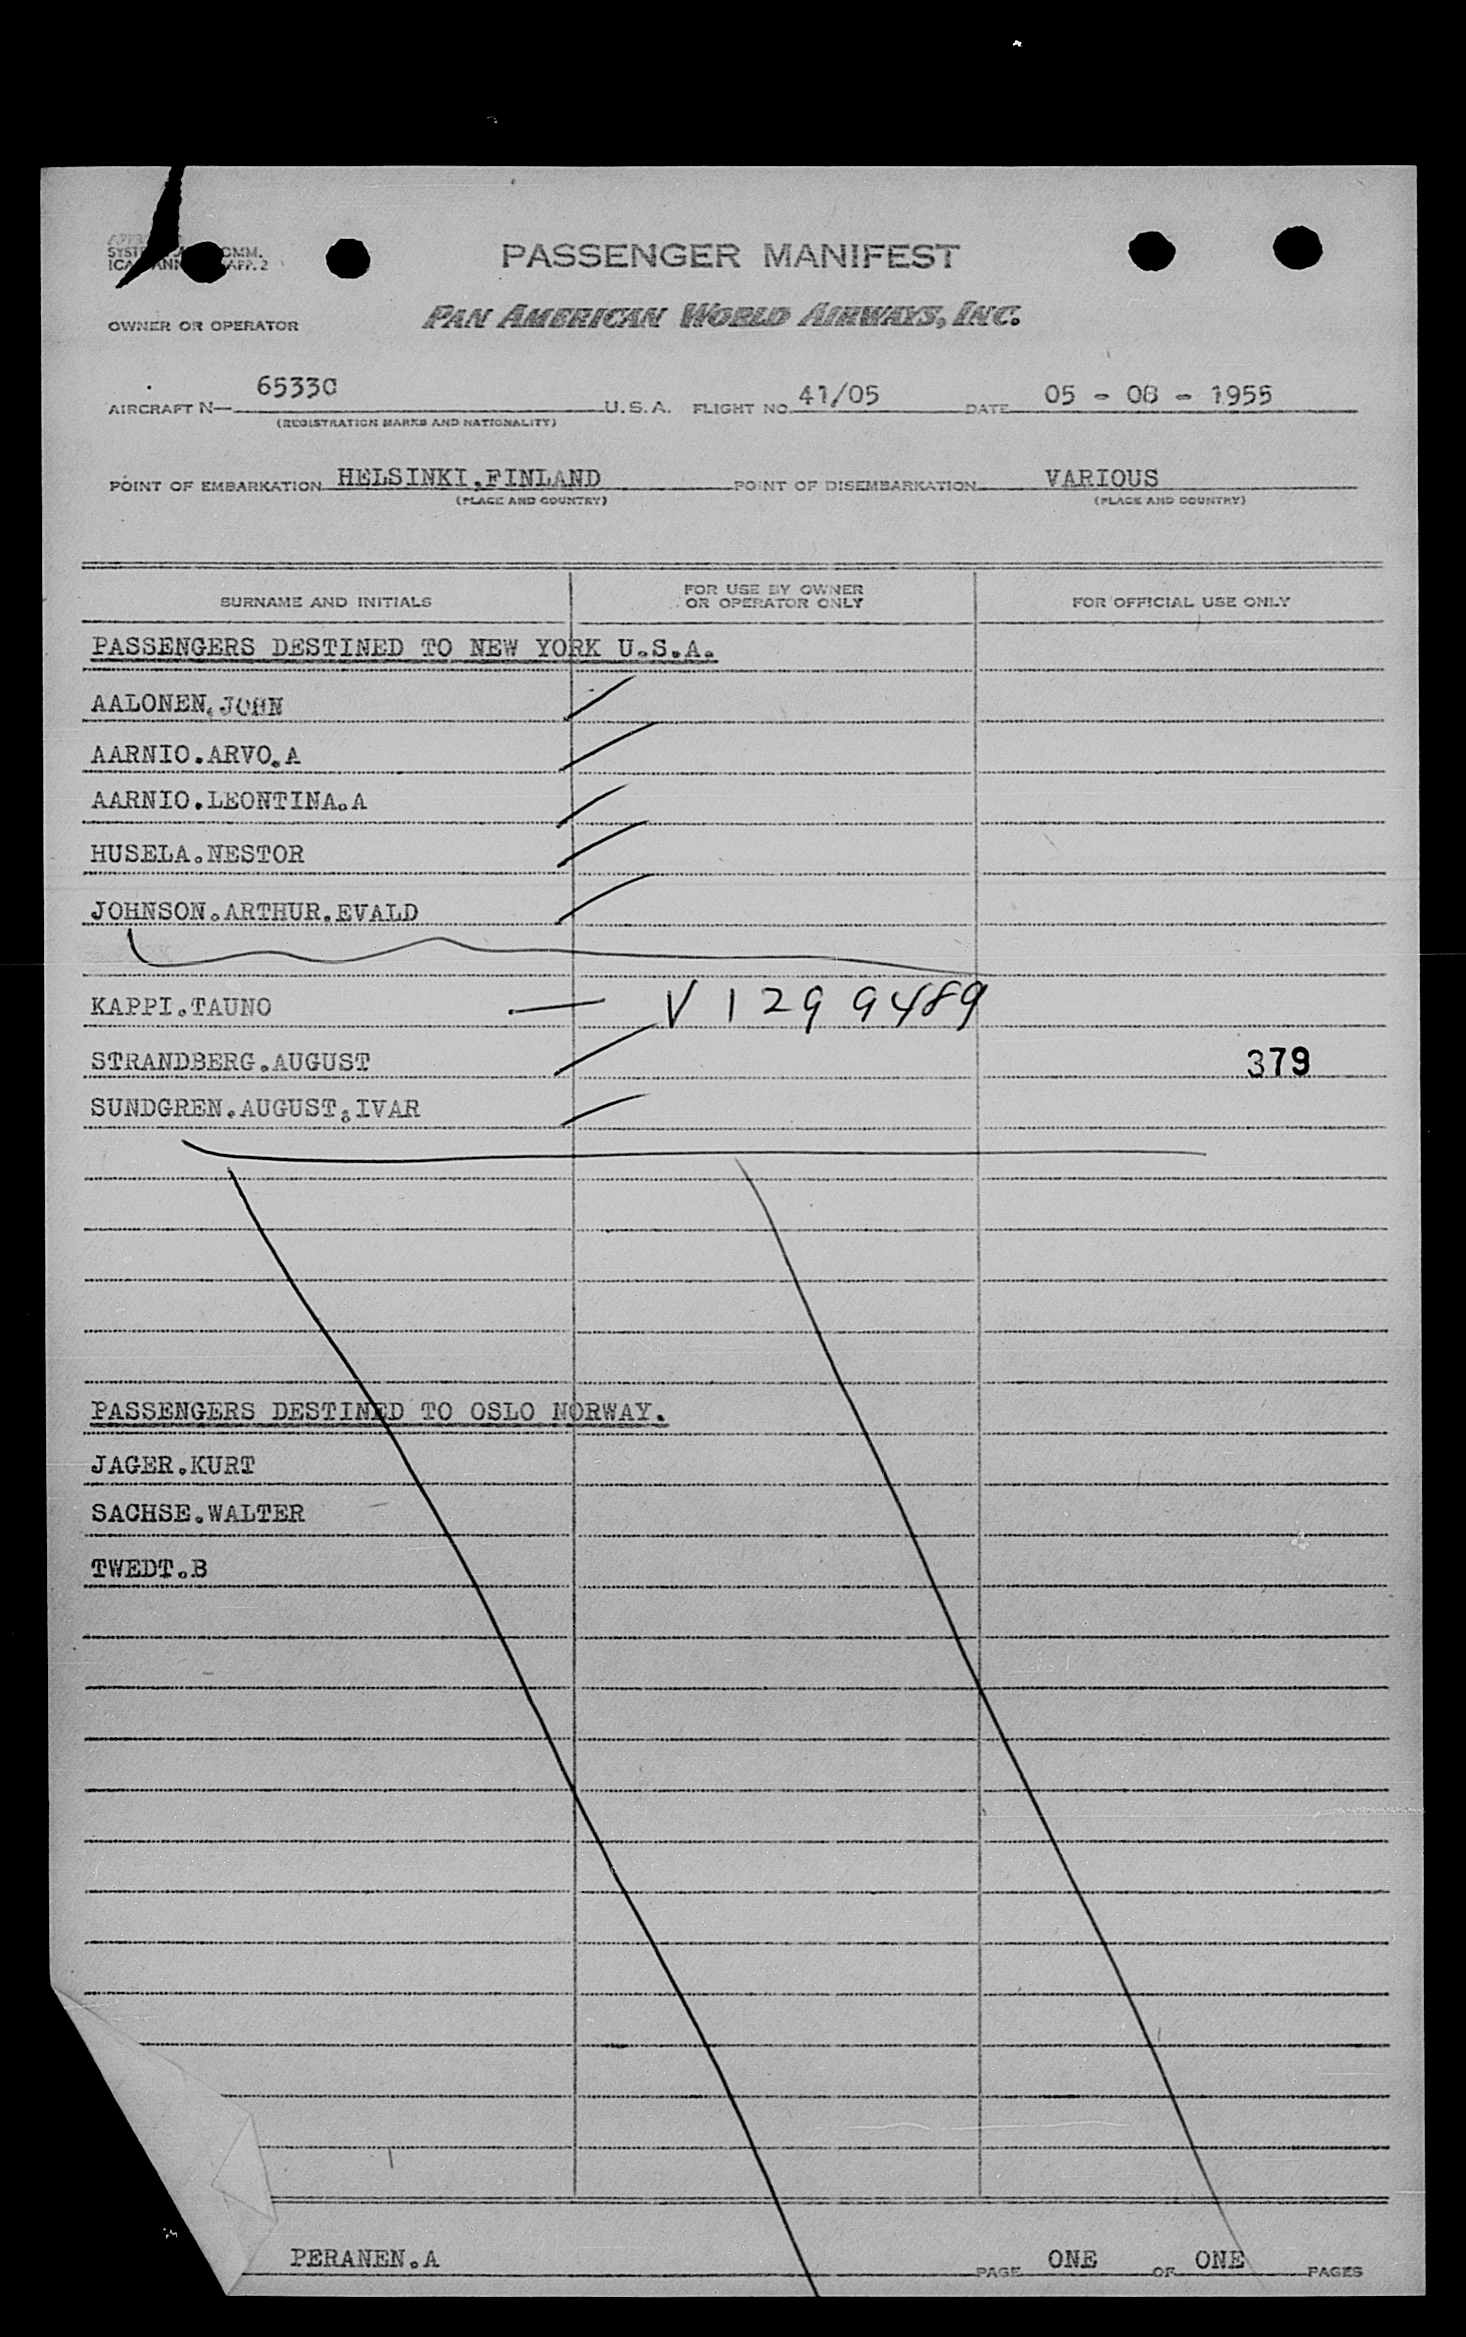 PASSENGER MANIFEST
APP. 2
OWNER OR OPERATOR
PAN AMERICAN WORLD AIRWAYS, INC.
AIRCRAFT N— 65330 U.S.A. FLIGHT NO. 41/05 DATE 05 - 08 - 1955
(REGISTRATION MARKS AND NATIONALITY)
POINT OF EMBARKATION HELSINKI.FINLAND POINT OF DISEMBARKATION VARIOUS
(PLACE AND COUNTRY) (PLACE AND COUNTRY)
SURNAME AND INITIALS FOR USE BY OWNER OR OPERATOR ONLY FOR OFFICIAL USE ONLY
PASSENGERS DESTINED TO NEW YORK U.S.A.
AALONEN.JOHN
AARNIO.ARVO.A
AARNIO.LEONTINA.A
HUSELA.NESTOR
JOHNSON.ARTHUR.EVALD
KAPPI.TAUNO — V 1299489
STRANDBERG.AUGUST 379
SUNDGREN.AUGUST.IVAR
PASSENGERS DESTINED TO OSLO NORWAY.
JAGER.KURT
SACHSE.WALTER
TWEDT.B
PERANEN.A PAGE ONE OF ONE PAGES